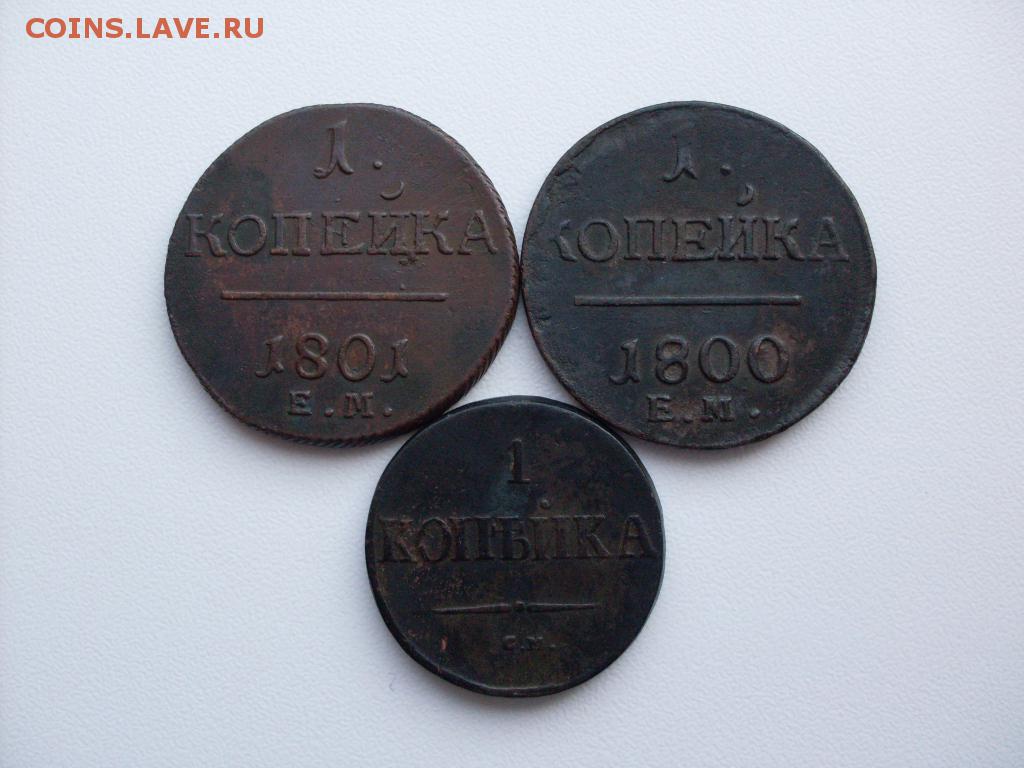 COINS.LAVE.RU
1.
КОПЕЙКА
1801
Е.М.
1.
КОПЕЙКА
1800
Е.М.
1
КОПѢЙКА
С.М.